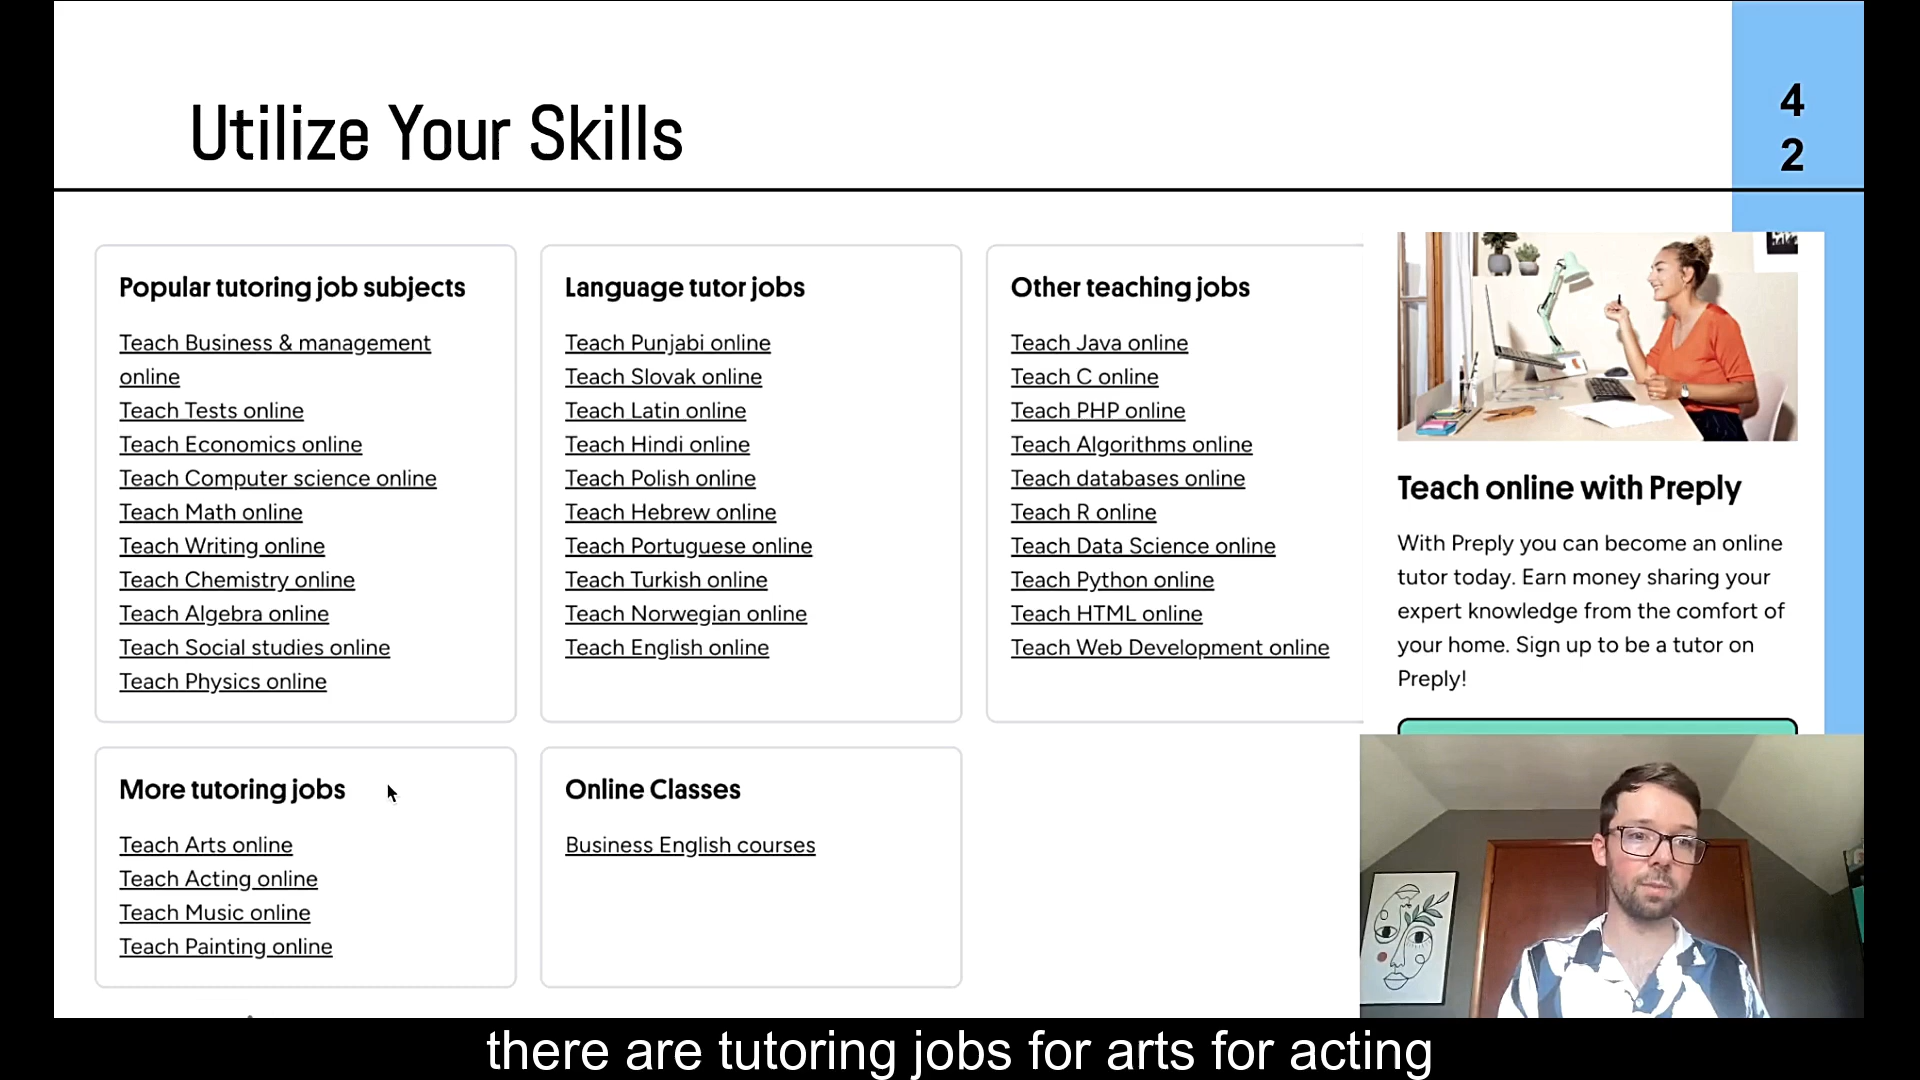 Utilize Your Skills
4
2
Popular tutoring job subjects
Teach Business & management
online
Teach Tests online
Teach Economics online
Teach Computer science online
Teach Math online
Teach Writing online
Teach Chemistry online
Teach Algebra online
Teach Social studies online
Teach Physics online
Language tutor jobs
Teach Punjabi online
Teach Slovak online
Teach Latin online
Teach Hindi online
Teach Polish online
Teach Hebrew online
Teach Portuguese online
Teach Turkish online
Teach Norwegian online
Teach English online
Other teaching jobs
Teach Java online
Teach C online
Teach PHP online
Teach Algorithms online
Teach databases online
Teach R online
Teach Data Science online
Teach Python online
Teach HTML online
Teach Web Development online
Teach online with Preply
With Preply you can become an online
tutor today. Earn money sharing your
expert knowledge from the comfort of
your home. Sign up to be a tutor on
Preply!
More tutoring jobs
Teach Arts online
Teach Acting online
Teach Music online
Teach Painting online
Online Classes
Business English courses
there are tutoring jobs for arts for acting